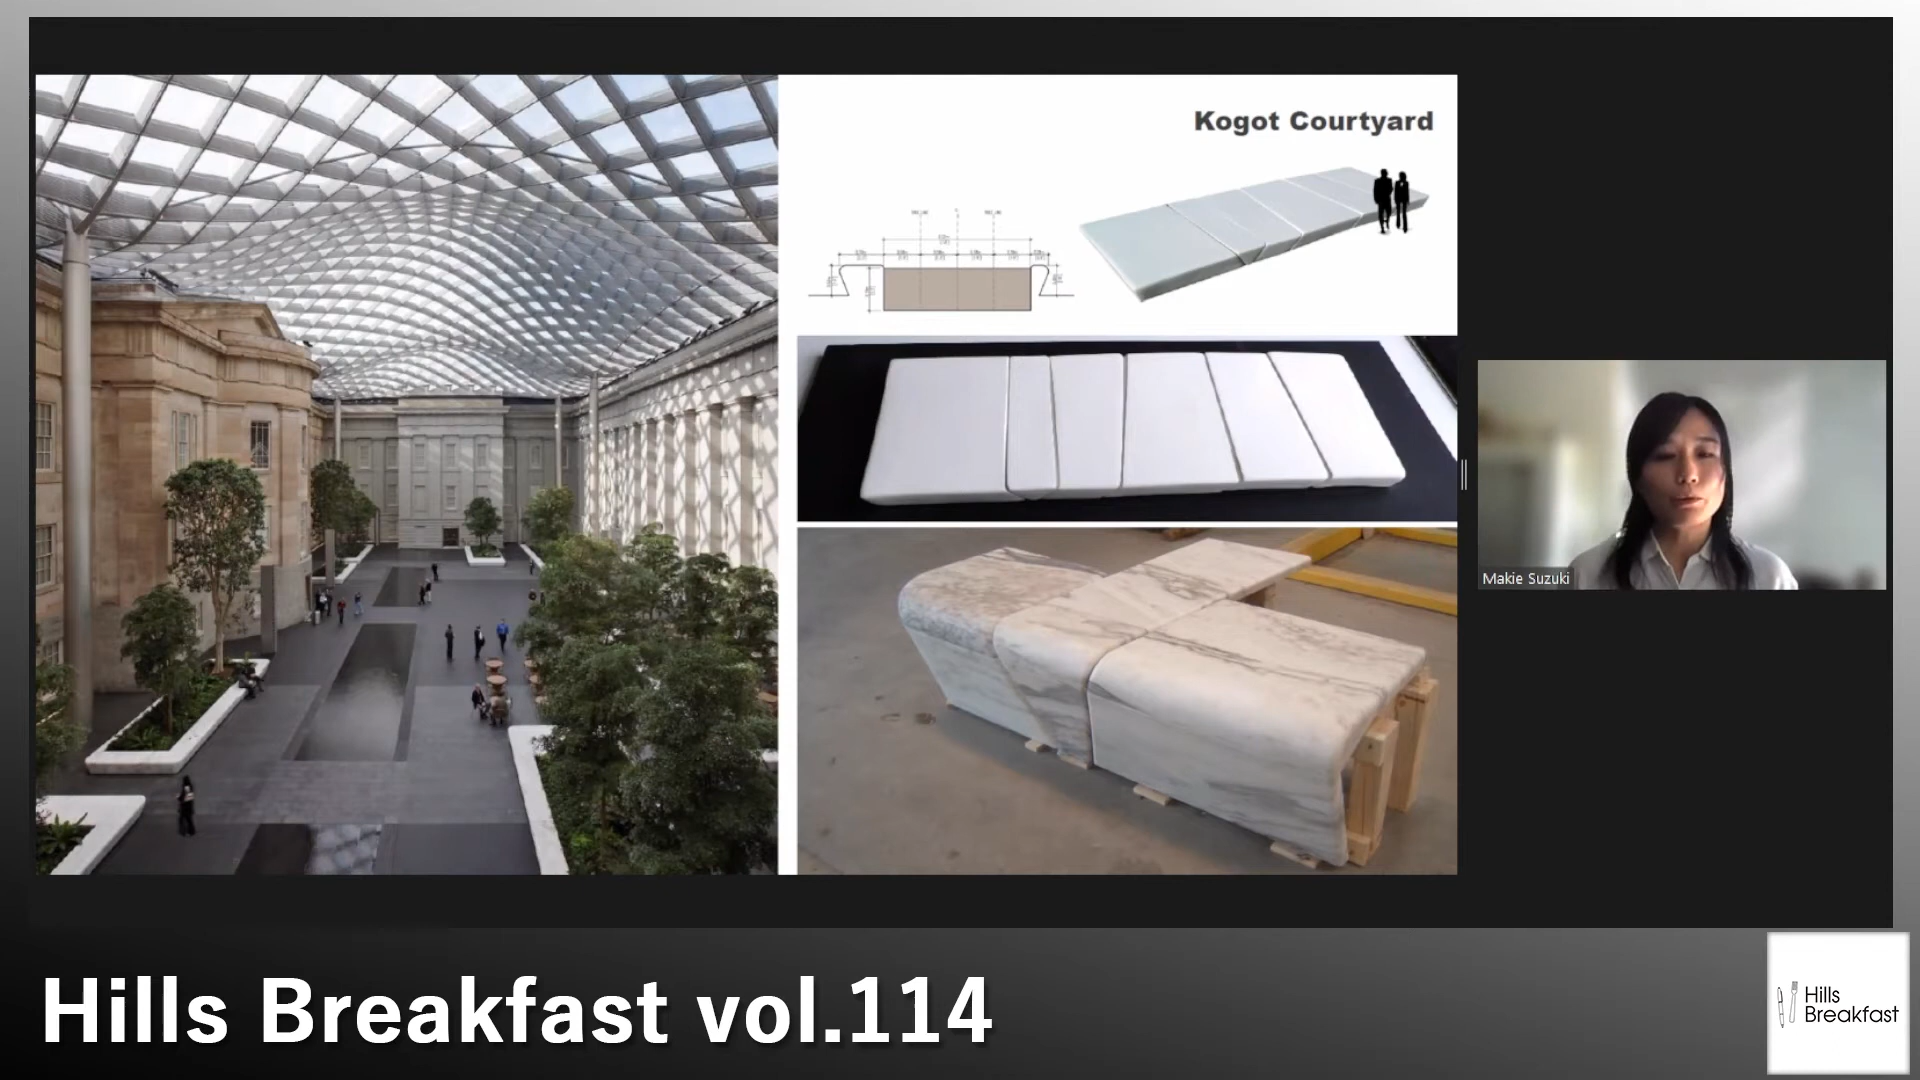 Kogot Courtyard
Makie Suzuki
Hills Breakfast vol.114
Hills
Breakfast